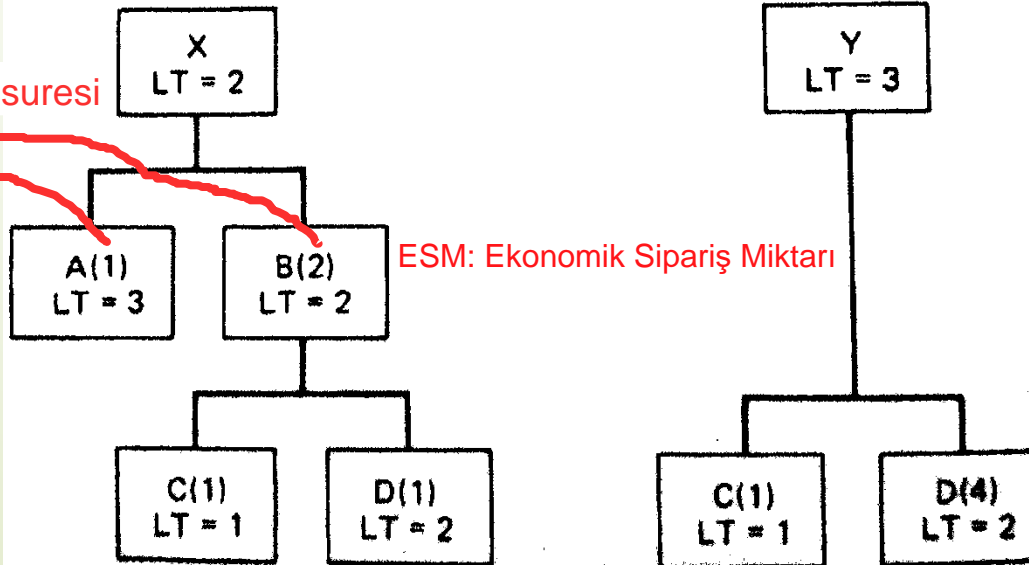 X
LT = 2
Y
LT = 3
suresi
A(1)
LT = 3
B(2)
LT = 2
ESM: Ekonomik Sipariş Miktarı
C(1)
LT = 1
D(1)
LT = 2
C(1)
LT = 1
D(4)
LT = 2